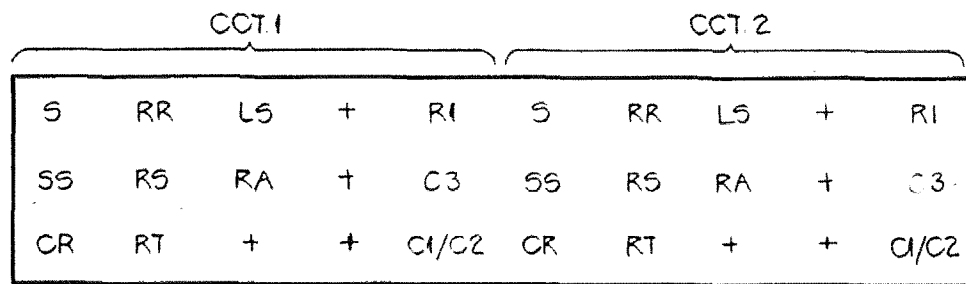 CCT.1 CCT. 2
S RR LS + R1 S RR LS + R1
SS RS RA + C3 SS RS RA + C3
CR RT + + C1/C2 CR RT + + C1/C2